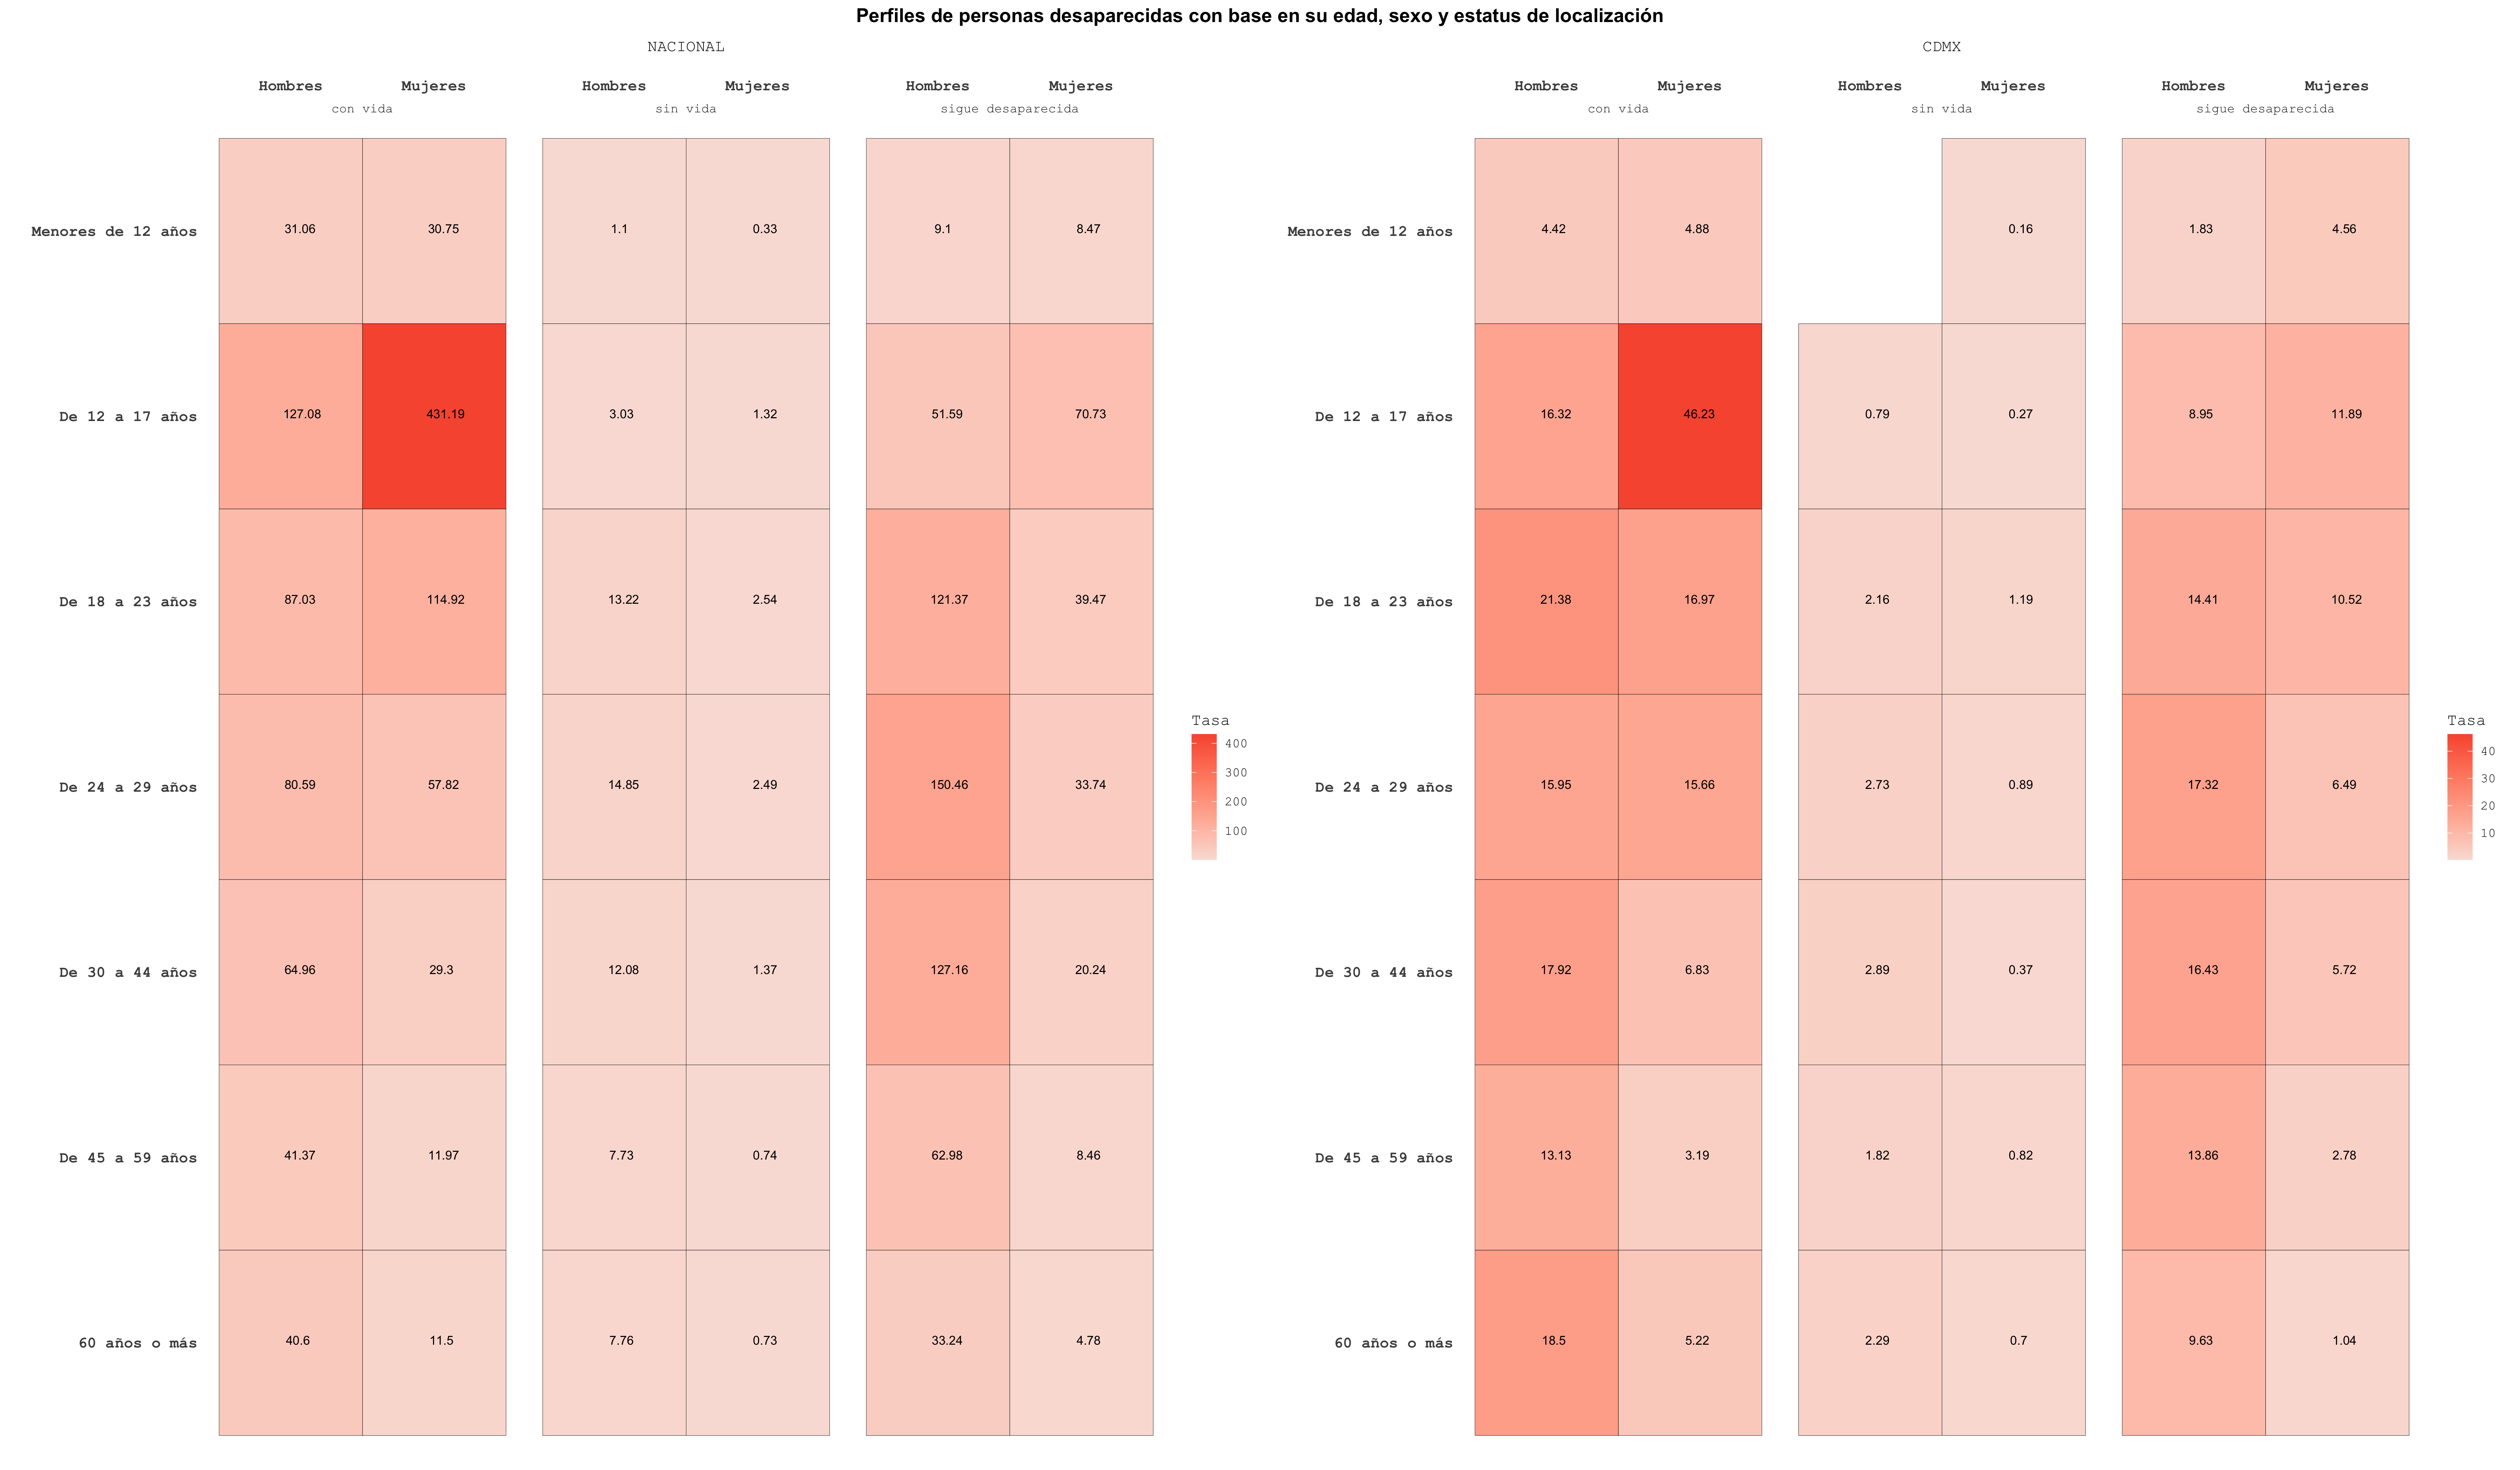 Perfiles de personas desaparecidas con base en su edad, sexo y estatus de localización
NACIONAL
Hombres Mujeres Hombres Mujeres Hombres Mujeres
con vida sin vida sigue desaparecida
Menores de 12 años 31.06 30.75 1.1 0.33 9.1 8.47
De 12 a 17 años 127.08 431.19 3.03 1.32 51.59 70.73
De 18 a 23 años 87.03 114.92 13.22 2.54 121.37 39.47
De 24 a 29 años 80.59 57.82 14.85 2.49 150.46 33.74
De 30 a 44 años 64.96 29.3 12.08 1.37 127.16 20.24
De 45 a 59 años 41.37 11.97 7.73 0.74 62.98 8.46
60 años o más 40.6 11.5 7.76 0.73 33.24 4.78
Tasa
400
300
200
100
CDMX
Hombres Mujeres Hombres Mujeres Hombres Mujeres
con vida sin vida sigue desaparecida
Menores de 12 años 4.42 4.88 0.16 1.83 4.56
De 12 a 17 años 16.32 46.23 0.79 0.27 8.95 11.89
De 18 a 23 años 21.38 16.97 2.16 1.19 14.41 10.52
De 24 a 29 años 15.95 15.66 2.73 0.89 17.32 6.49
De 30 a 44 años 17.92 6.83 2.89 0.37 16.43 5.72
De 45 a 59 años 13.13 3.19 1.82 0.82 13.86 2.78
60 años o más 18.5 5.22 2.29 0.7 9.63 1.04
Tasa
40
30
20
10